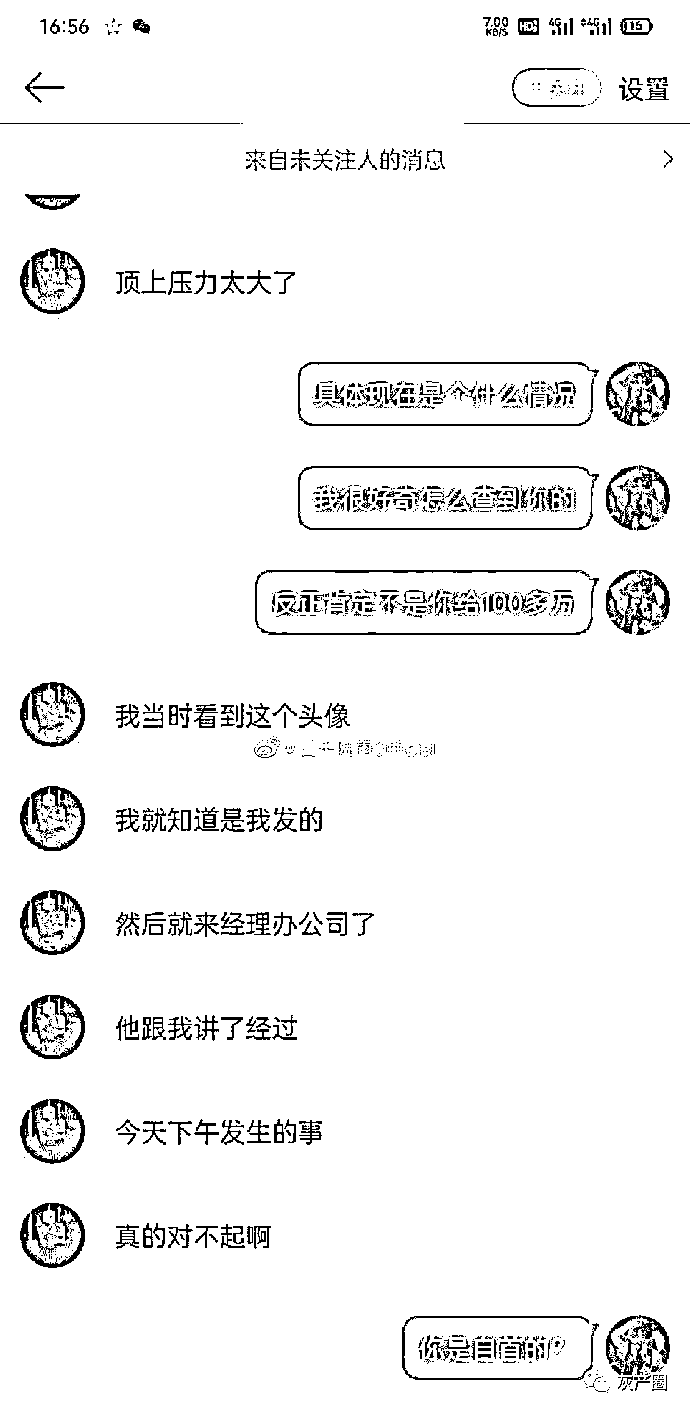 16:56
7.00 KB/S HD 4G 4G 15
设置
来自未关注人的消息
顶上压力太大了
具体现在是个什么情况
我很好奇怎么查到你的
反正肯定不是你给100多万
我当时看到这个头像
我就知道是我发的
然后就来经理办公司了
他跟我讲了经过
今天下午发生的事
真的对不起啊
你是自首的?
灰产圈